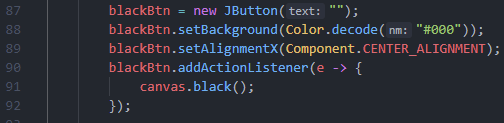 87 blackBtn = new JButton(text: "");
88 blackBtn.setBackground(Color.decode(nm: "#000"));
89 blackBtn.setAlignmentX(Component.CENTER_ALIGNMENT);
90 blackBtn.addActionListener(e -> {
91 canvas.black();
92 });